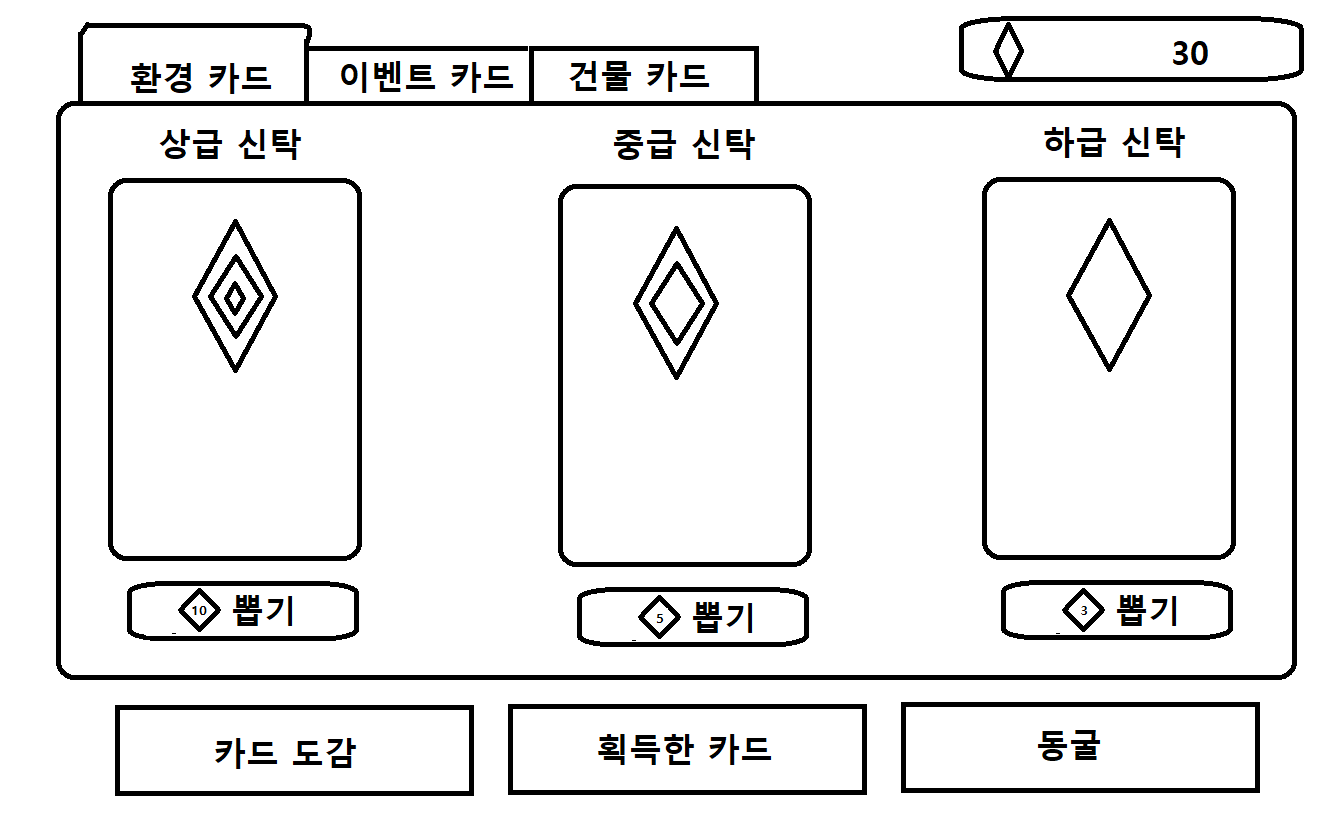 환경 카드
이벤트 카드
건물 카드
30
상급 신탁
중급 신탁
하급 신탁
10 뽑기
5 뽑기
3 뽑기
카드 도감
획득한 카드
동굴